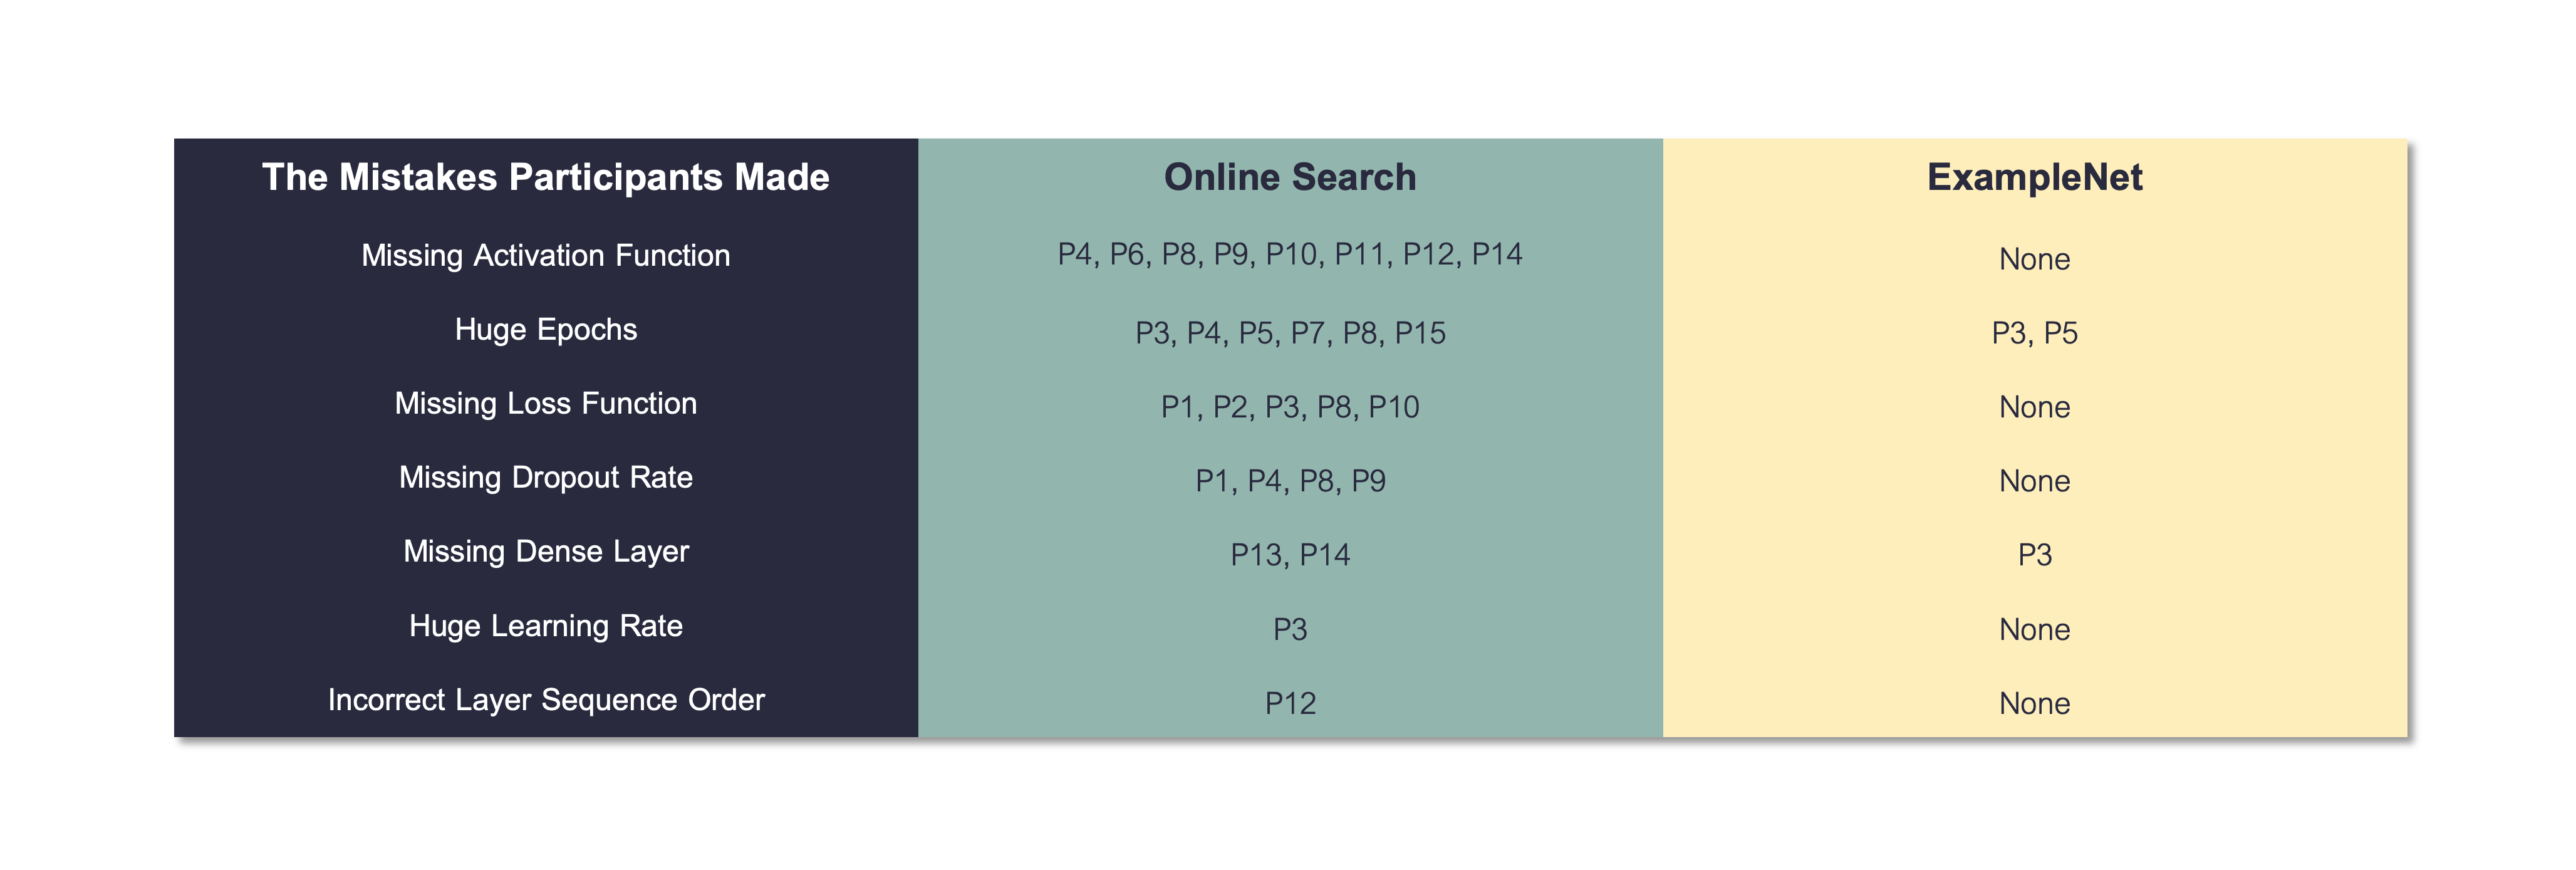 The Mistakes Participants Made Online Search ExampleNet
Missing Activation Function P4, P6, P8, P9, P10, P11, P12, P14 None
Huge Epochs P3, P4, P5, P7, P8, P15 P3, P5
Missing Loss Function P1, P2, P3, P8, P10 None
Missing Dropout Rate P1, P4, P8, P9 None
Missing Dense Layer P13, P14 P3
Huge Learning Rate P3 None
Incorrect Layer Sequence Order P12 None